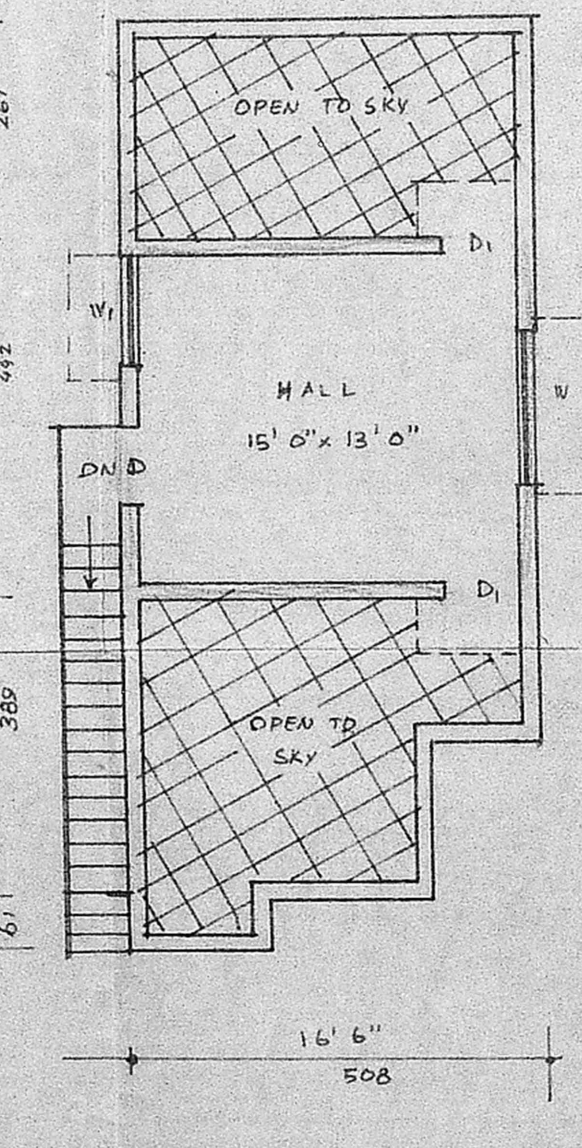 OPEN TO SKY
D1
W1
HALL
15' 0" x 13' 0"
W
DN D
D1
OPEN TO
SKY
492
389
16' 6"
508